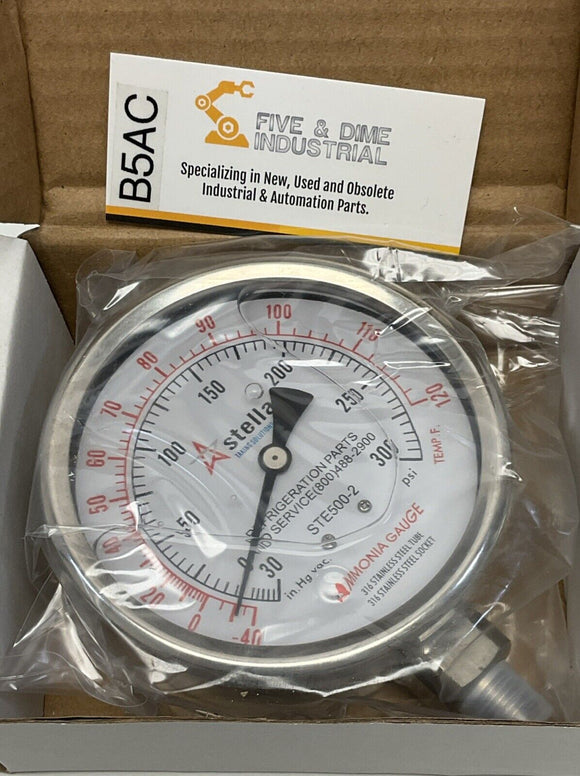 B5AC
FIVE & DIME
INDUSTRIAL
Specializing in New, Used and Obsolete
Industrial & Automation Parts.
-40
0
20
40
50
60
70
80
90
100
110
120
TEMP. F.
30
0
50
100
150
200
250
300
psi
in. Hg vac.
stella
REFRIGERATION PARTS
SERVICE(800)488-2900
STE500-2
AMMONIA GAUGE
316 STAINLESS STEEL TUBE
316 STAINLESS STEEL SOCKET